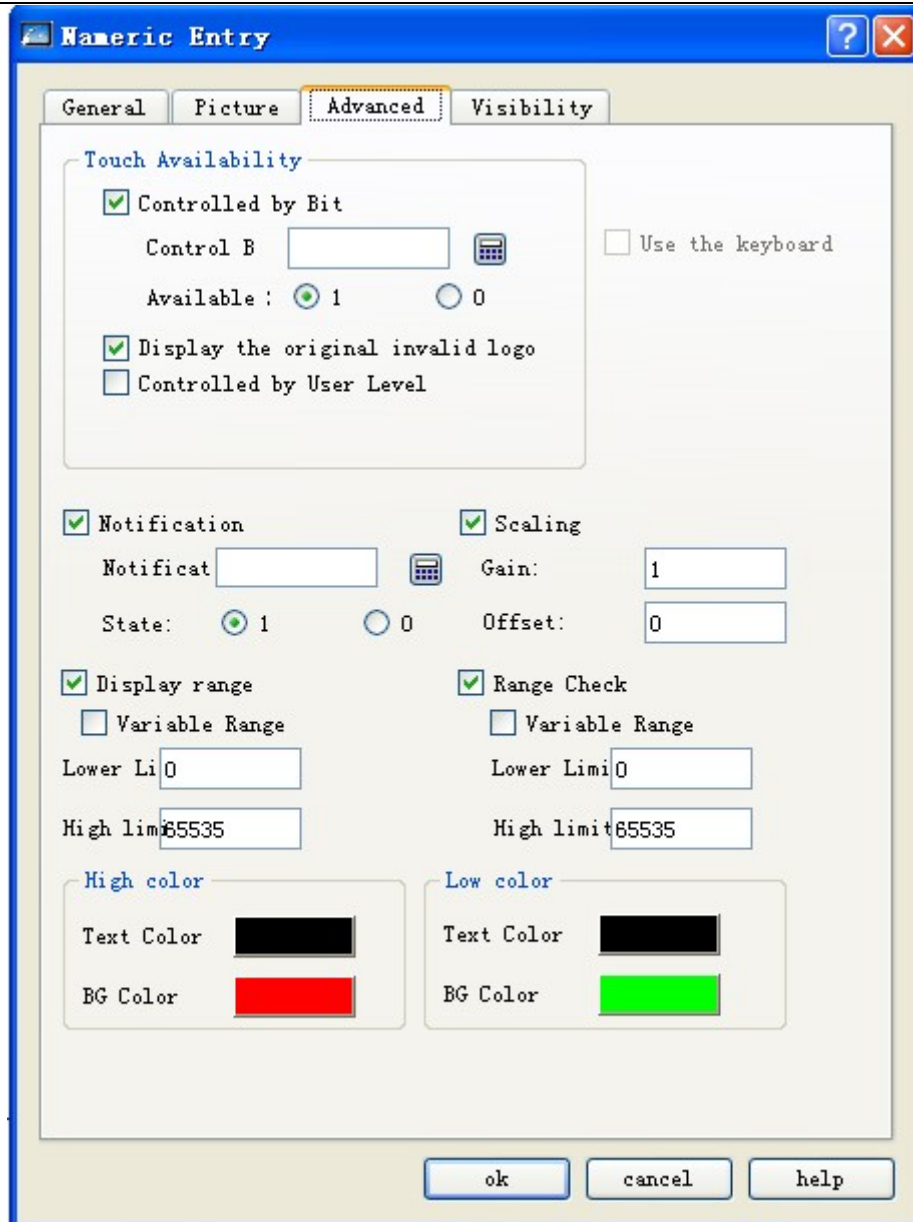 Nameric Entry
?
General Picture Advanced Visibility
Touch Availability
Controlled by Bit
Control B
Use the keyboard
Available : 1 0
Display the original invalid logo
Controlled by User Level
Notification Scaling
Notificat Gain: 1
State: 1 0 Offset: 0
Display range Range Check
Variable Range Variable Range
Lower Li 0 Lower Limi 0
High limi 65535 High limit 65535
High color Low color
Text Color Text Color
BG Color BG Color
ok cancel help